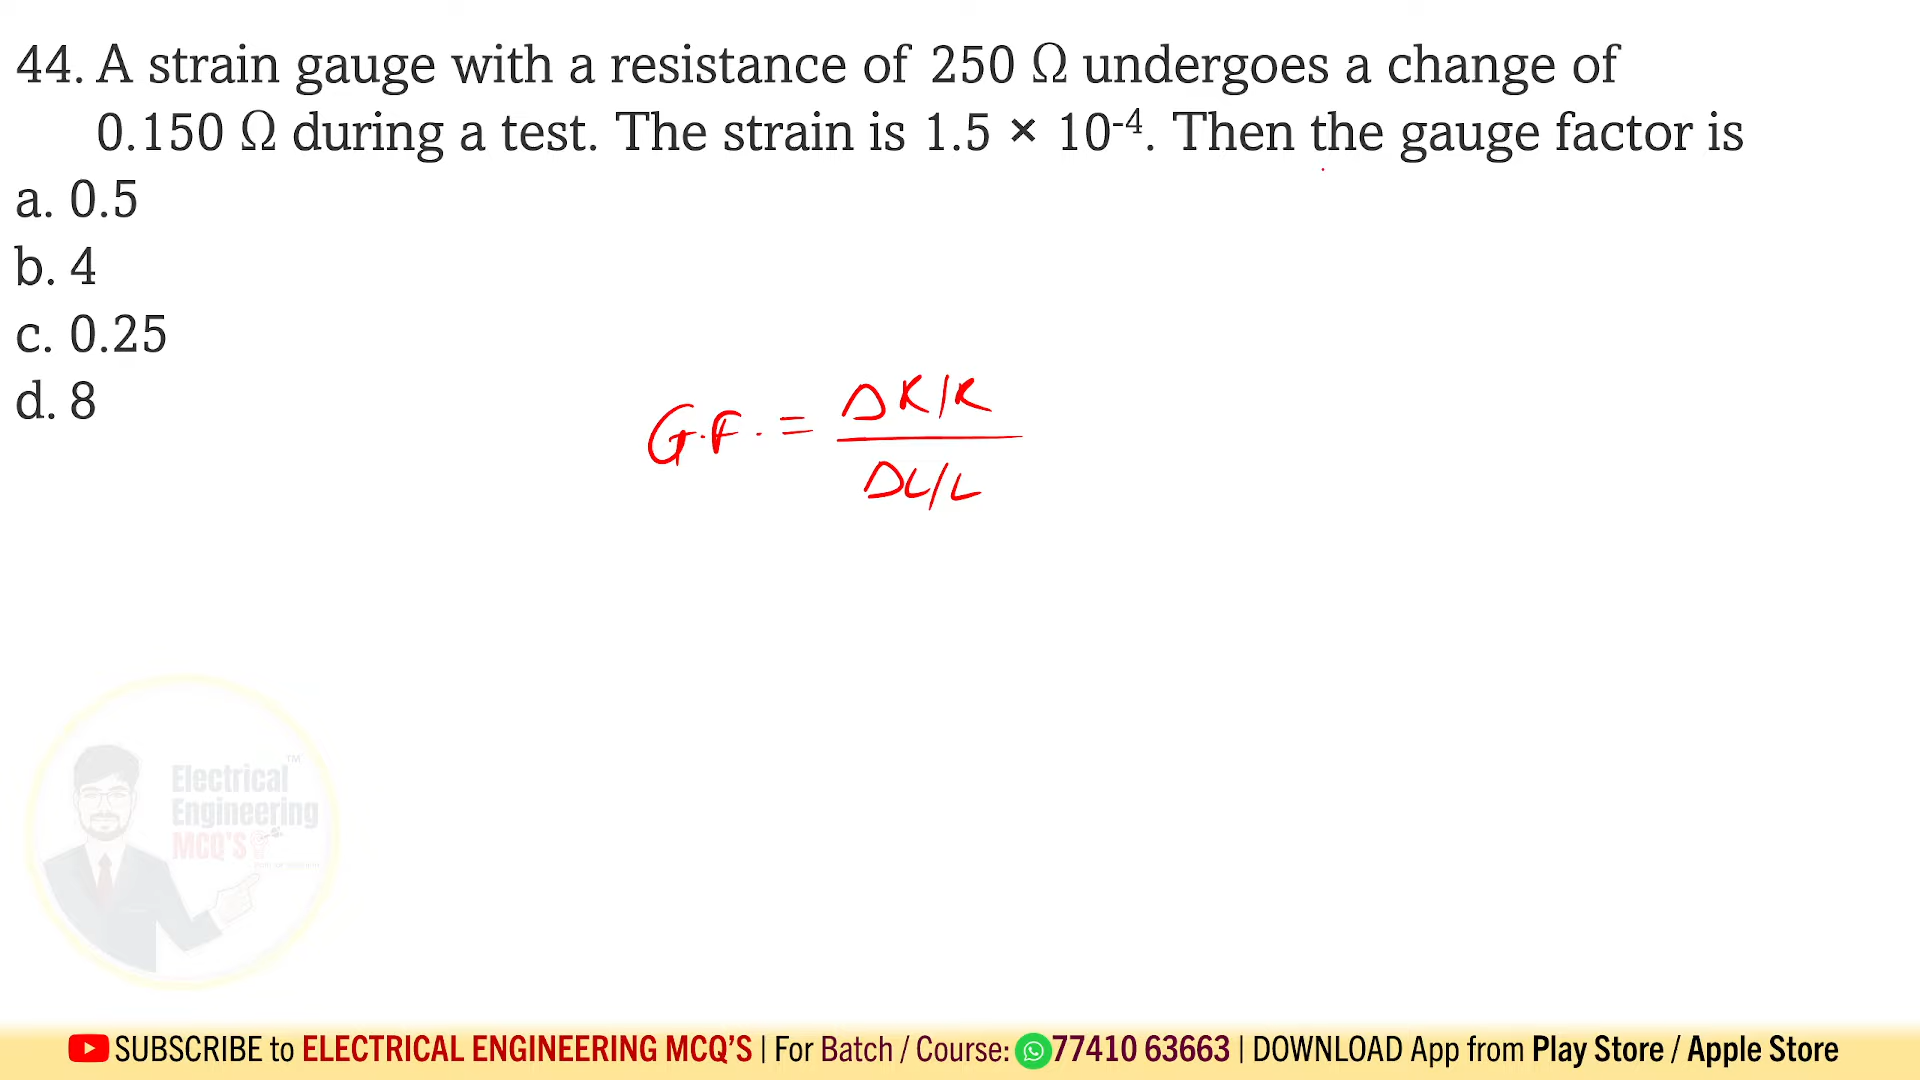 44. A strain gauge with a resistance of 250 Ω undergoes a change of
0.150 Ω during a test. The strain is 1.5 × 10⁻⁴. Then the gauge factor is
a. 0.5
b. 4
c. 0.25
d. 8
G.F. = ΔR/R
ΔL/L
Electrical™
Engineering
MCQ'S
SUBSCRIBE to ELECTRICAL ENGINEERING MCQ'S | For Batch / Course: 77410 63663 | DOWNLOAD App from Play Store / Apple Store